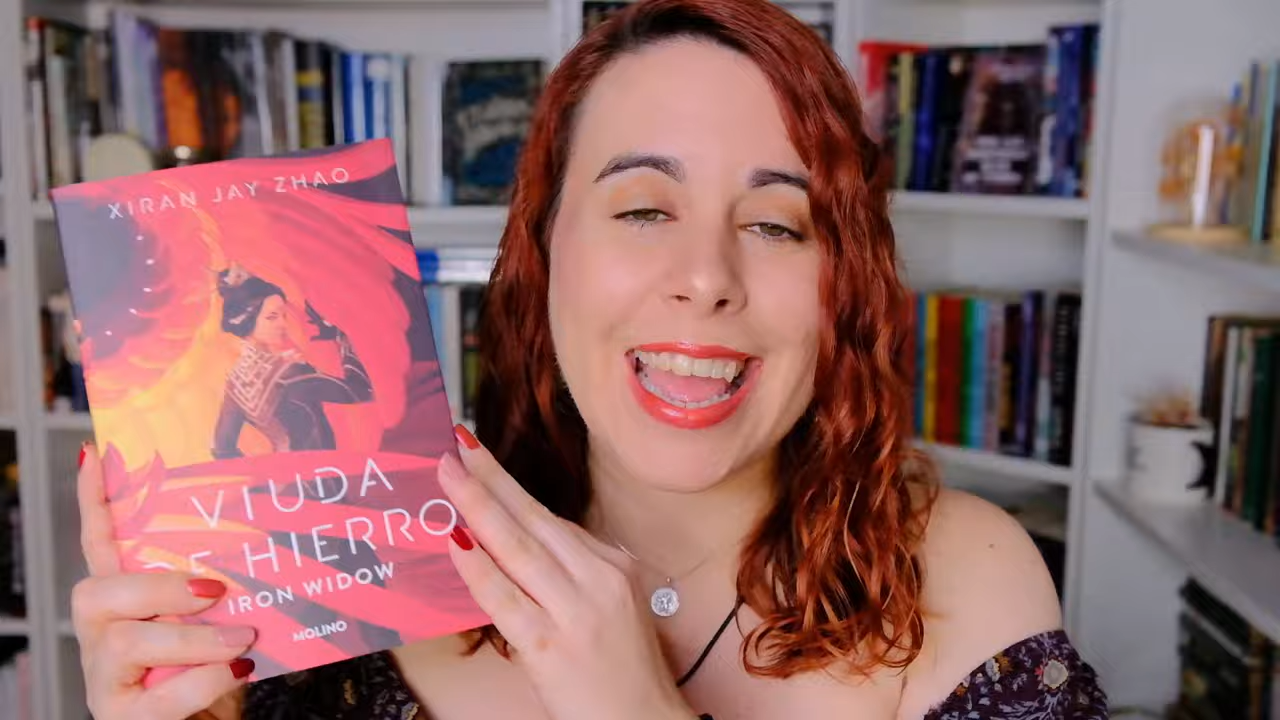 XIRAN JAY ZHAO
VIUDA
DE HIERRO
IRON WIDOW
MOLINO